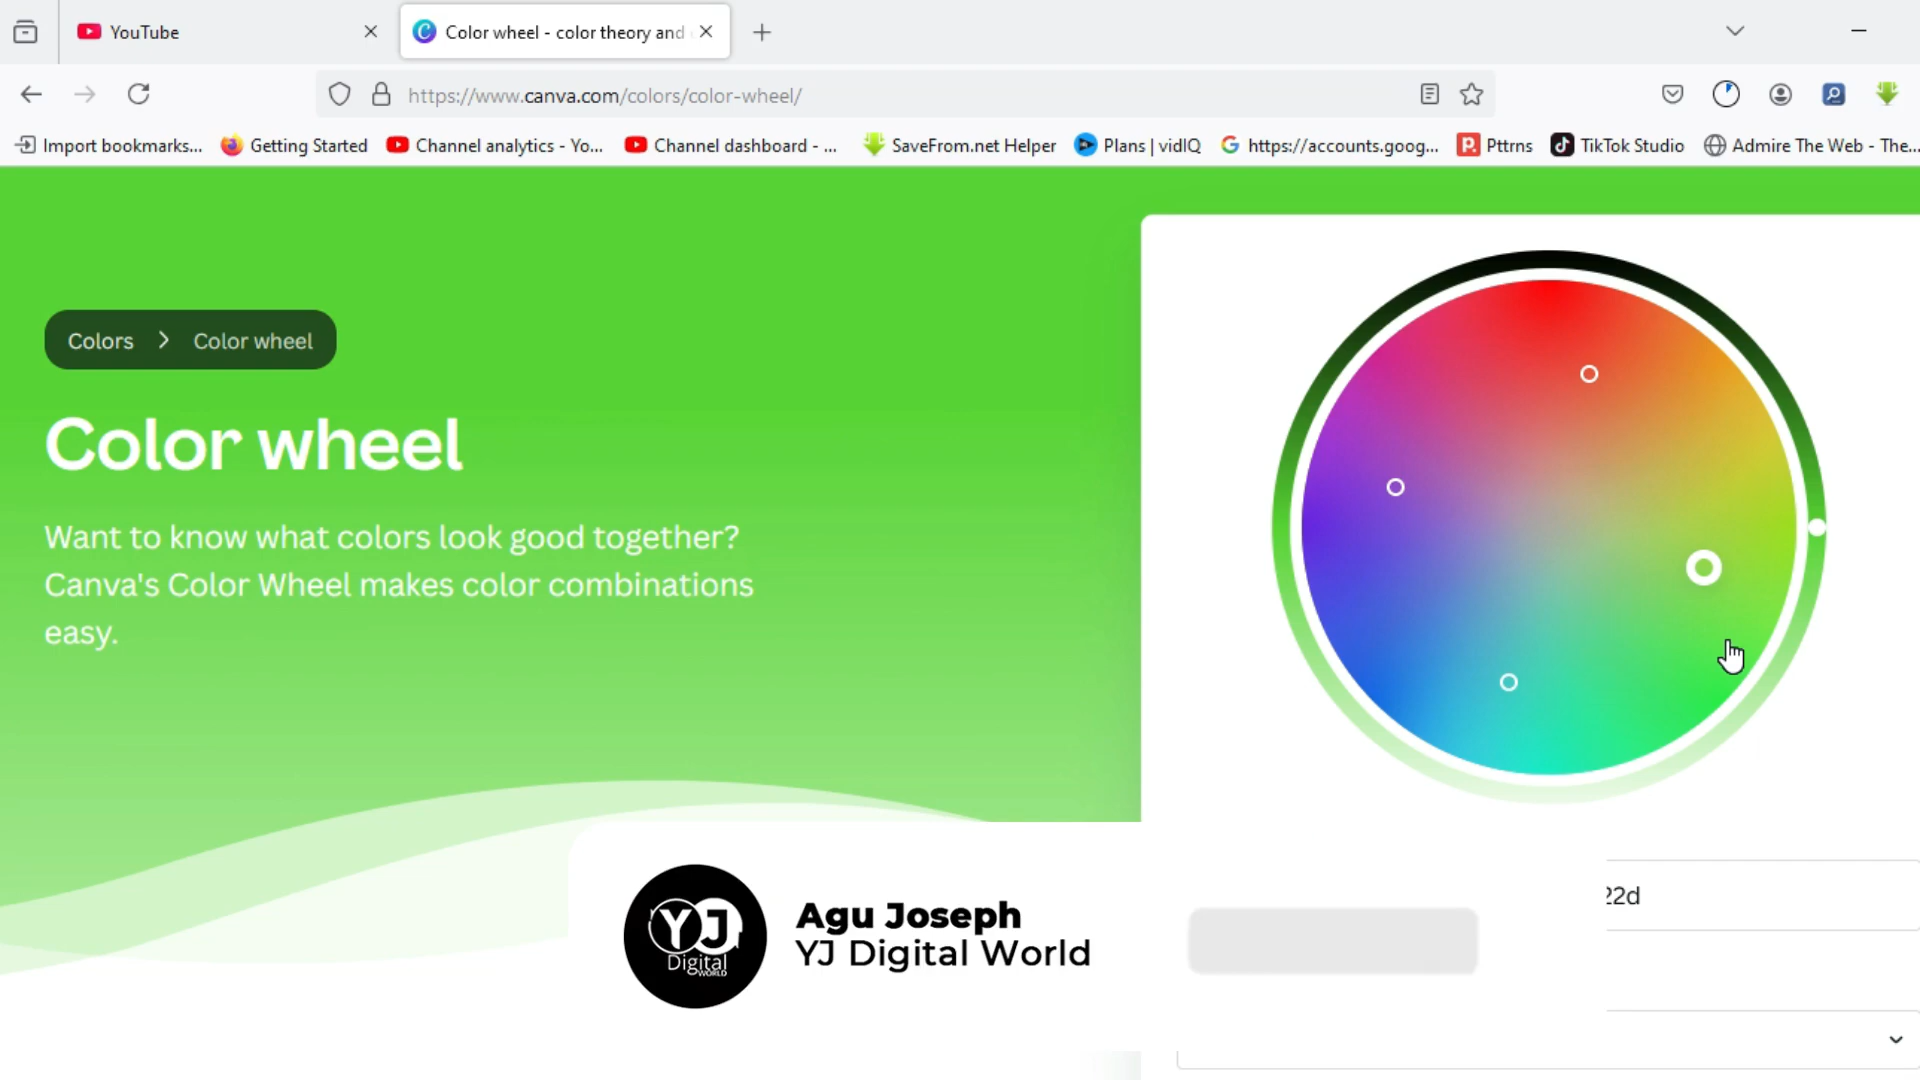 YouTube
Color wheel - color theory and
https://www.canva.com/colors/color-wheel/
Import bookmarks...
Getting Started
Channel analytics - Yo...
Channel dashboard - ...
SaveFrom.net Helper
Plans | vidIQ
https://accounts.goog...
Pttrns
TikTok Studio
Admire The Web - The...
Colors > Color wheel
Color wheel
Want to know what colors look good together?
Canva's Color Wheel makes color combinations
easy.
22d
YJ
Digital
WORLD
Agu Joseph
YJ Digital World